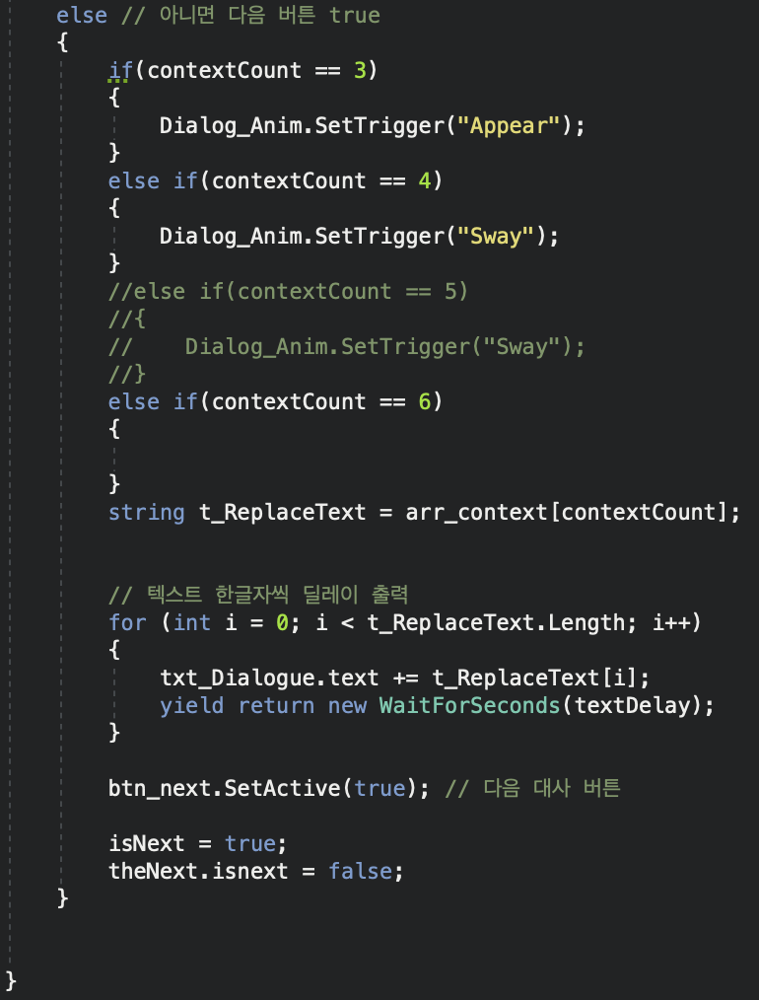 else // 아니면 다음 버튼 true
{
if(contextCount == 3)
{
Dialog_Anim.SetTrigger("Appear");
}
else if(contextCount == 4)
{
Dialog_Anim.SetTrigger("Sway");
}
//else if(contextCount == 5)
//{
//    Dialog_Anim.SetTrigger("Sway");
//}
else if(contextCount == 6)
{
}
string t_ReplaceText = arr_context[contextCount];
// 텍스트 한글자씩 딜레이 출력
for (int i = 0; i < t_ReplaceText.Length; i++)
{
txt_Dialogue.text += t_ReplaceText[i];
yield return new WaitForSeconds(textDelay);
}
btn_next.SetActive(true); // 다음 대사 버튼
isNext = true;
theNext.isnext = false;
}
}